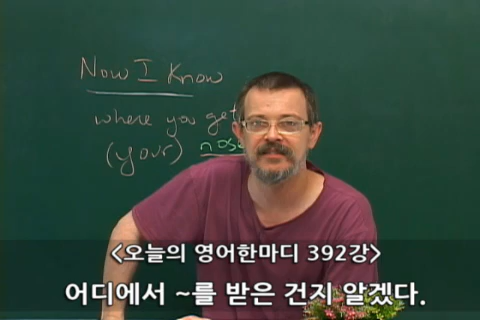 Now I Know
where you get
(your) nose
<오늘의 영어한마디 392강>
어디에서 ~를 받은 건지 알겠다.